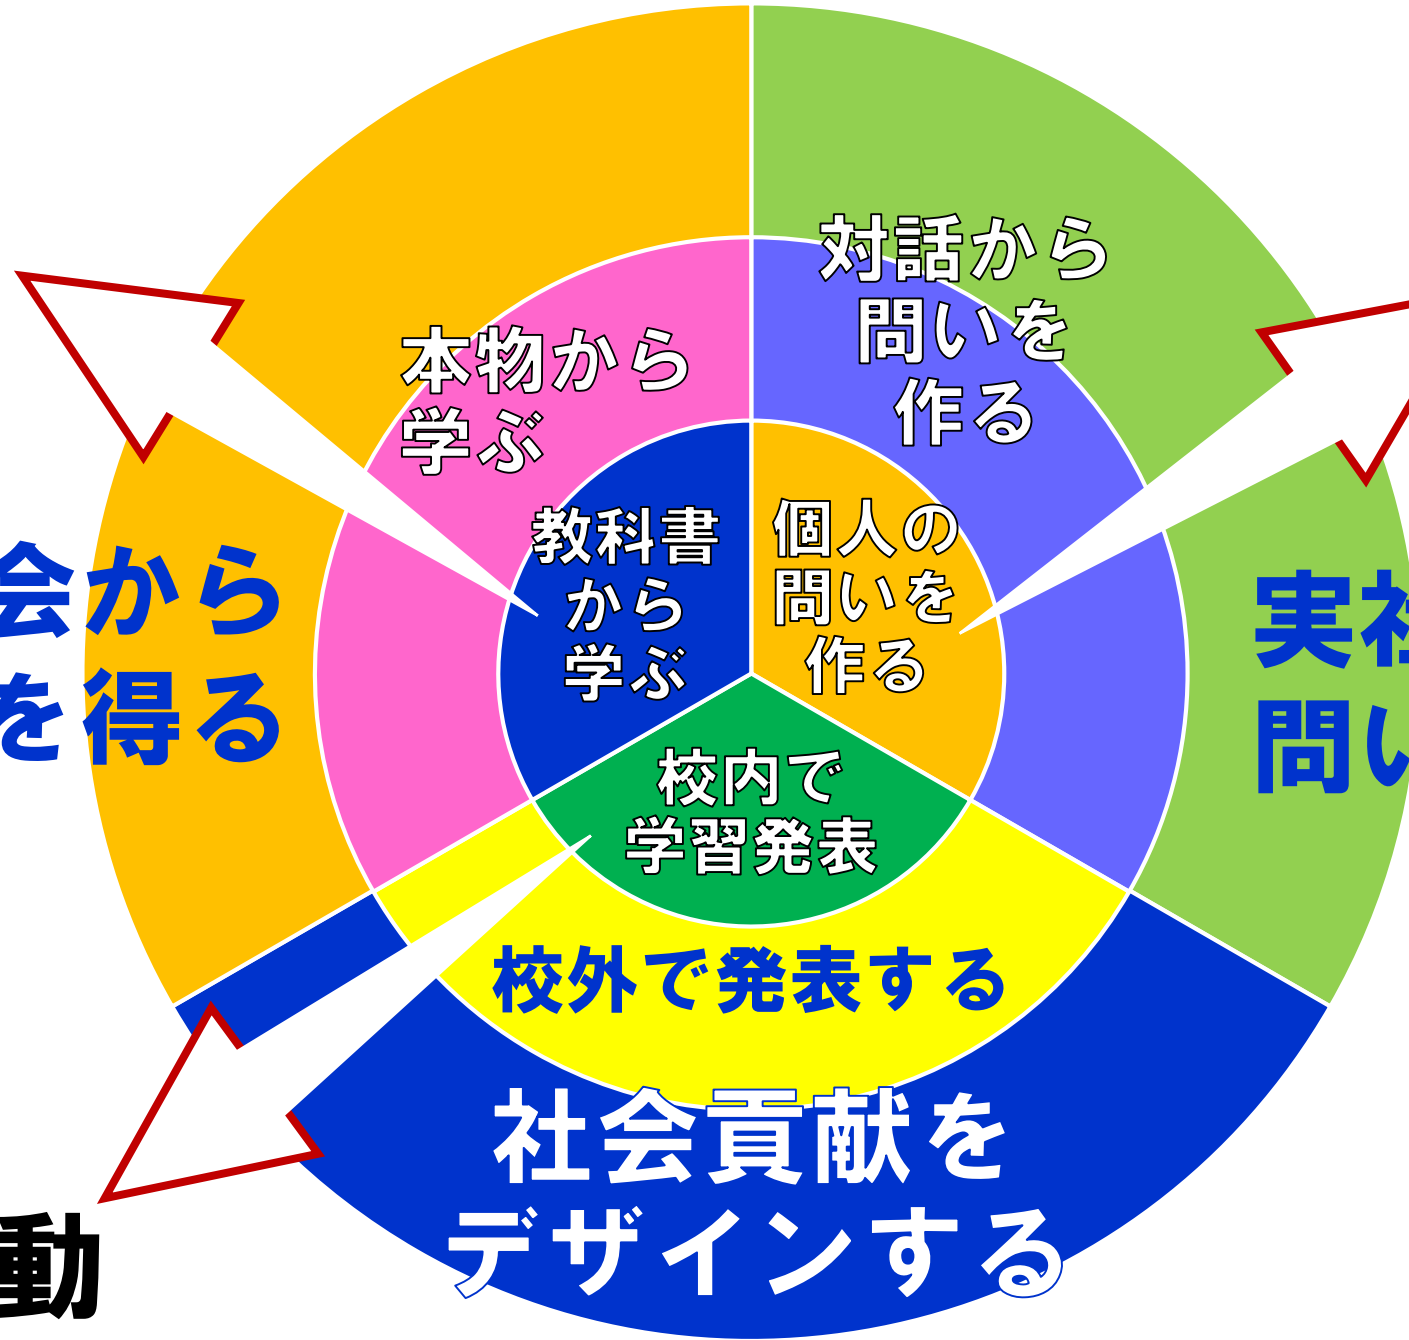 対話から
問いを
作る
本物から
学ぶ
教科書
から
学ぶ
個人の
問いを
作る
会から
を得る
実社
問い
校内で
学習発表
校外で発表する
社会貢献を
デザインする
動